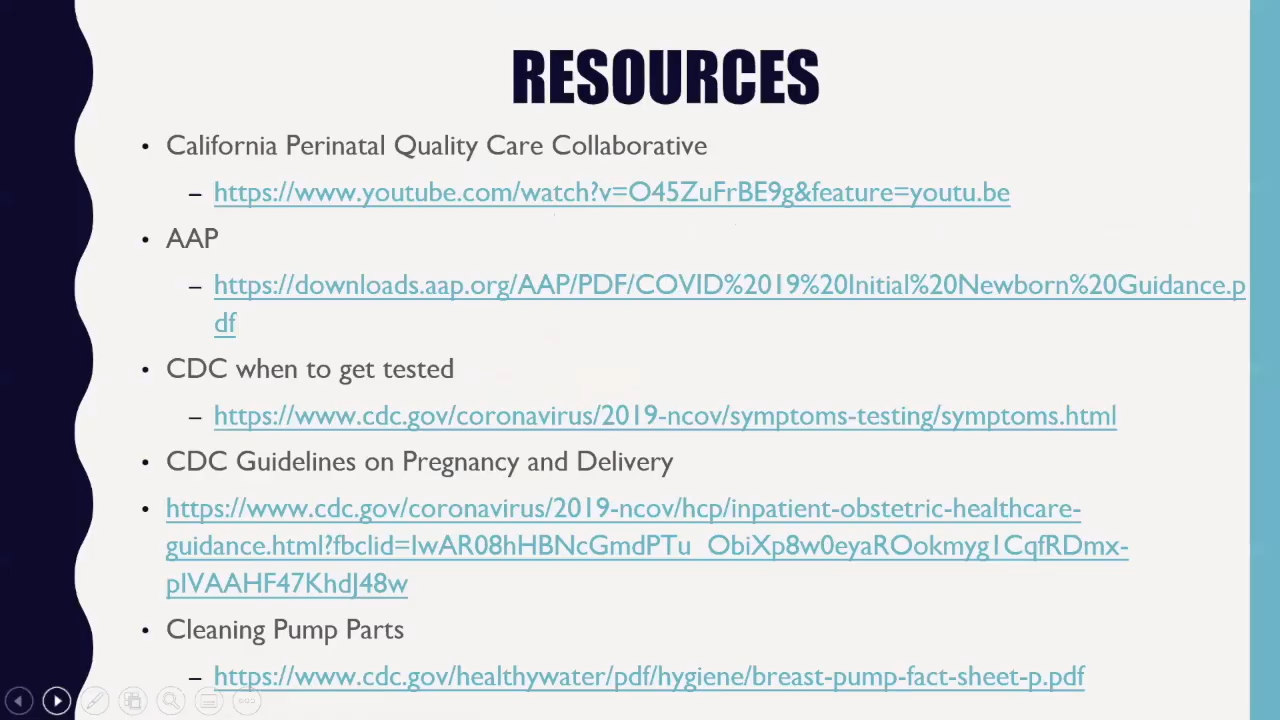 RESOURCES
• California Perinatal Quality Care Collaborative
– https://www.youtube.com/watch?v=O45ZuFrBE9g&feature=youtu.be
• AAP
– https://downloads.aap.org/AAP/PDF/COVID%2019%20Initial%20Newborn%20Guidance.p
df
• CDC when to get tested
– https://www.cdc.gov/coronavirus/2019-ncov/symptoms-testing/symptoms.html
• CDC Guidelines on Pregnancy and Delivery
• https://www.cdc.gov/coronavirus/2019-ncov/hcp/inpatient-obstetric-healthcare-
guidance.html?fbclid=IwAR08hHBNcGmdPTu_ObiXp8w0eyaROokmyg1CqfRDmx-
pIVAAHF47KhdJ48w
• Cleaning Pump Parts
– https://www.cdc.gov/healthywater/pdf/hygiene/breast-pump-fact-sheet-p.pdf